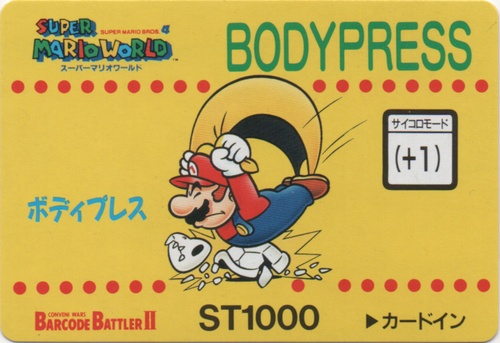 SUPER MARIO BROS. 4
SUPER
MARIO WORLD™
スーパーマリオワールド
BODYPRESS
サイコロモード
(+1)
ボディプレス
CONVENI WARS
BARCODE BATTLER II
ST1000
▶カードイン